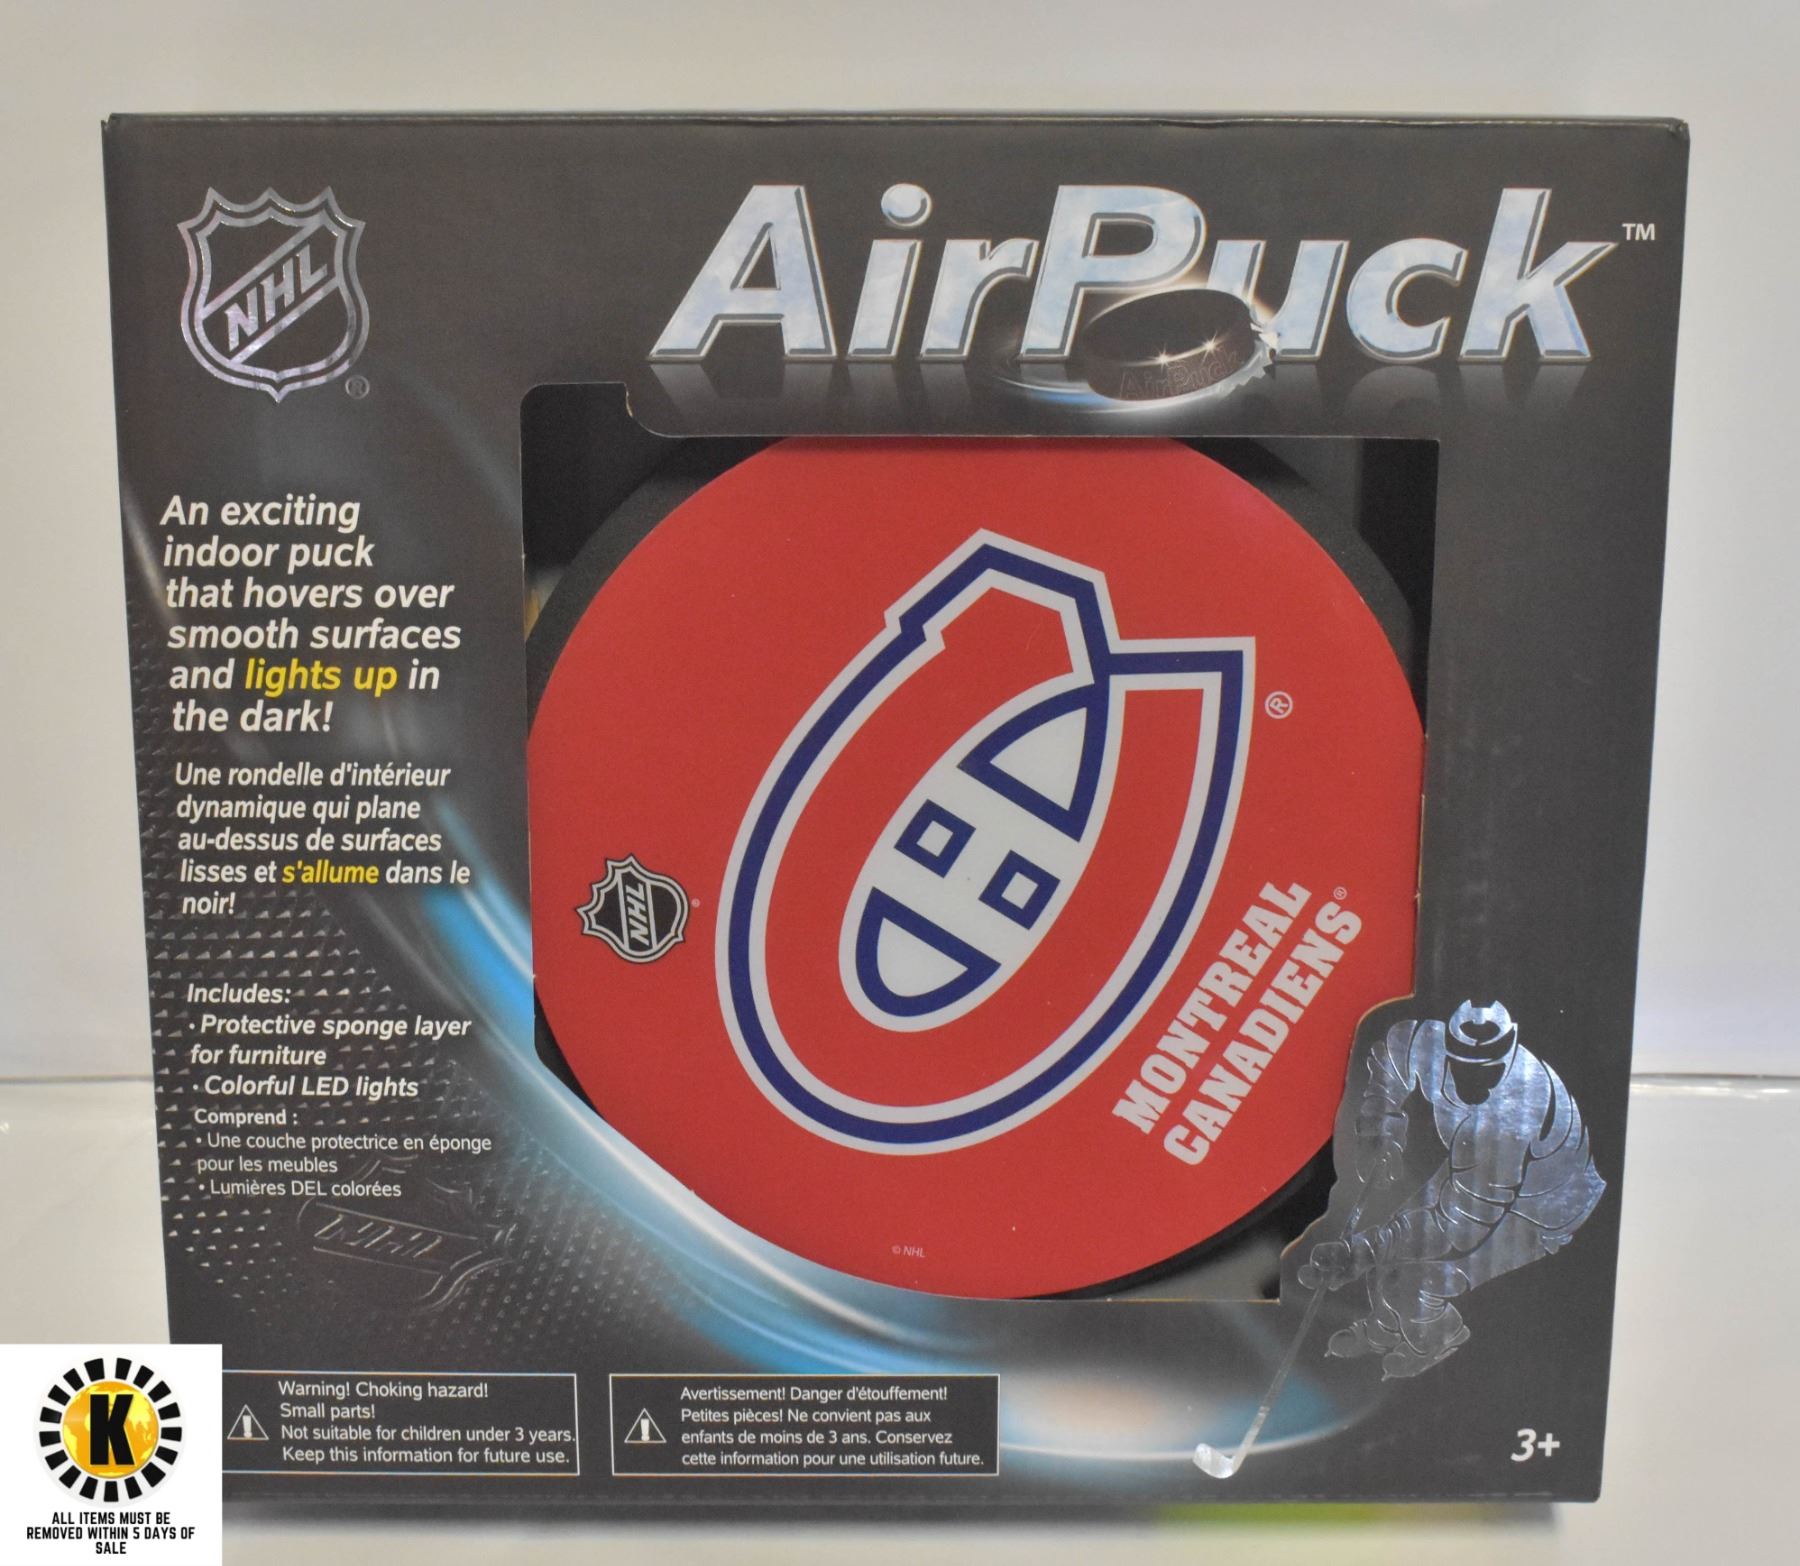 NHL
®
AirPuck™
AirPuck
An exciting
indoor puck
that hovers over
smooth surfaces
and lights up in
the dark!
Une rondelle d'intérieur
dynamique qui plane
au-dessus de surfaces
lisses et s'allume dans le
noir!
Includes:
• Protective sponge layer
for furniture
• Colorful LED lights
Comprend :
• Une couche protectrice en éponge
pour les meubles
• Lumières DEL colorées
NHL
NHL
®
®
MONTREAL
CANADIENS®
© NHL
Warning! Choking hazard!
Small parts!
Not suitable for children under 3 years.
Keep this information for future use.
Avertissement! Danger d'étouffement!
Petites pièces! Ne convient pas aux
enfants de moins de 3 ans. Conservez
cette information pour une utilisation future.
3+
K
ALL ITEMS MUST BE
REMOVED WITHIN 5 DAYS OF
SALE